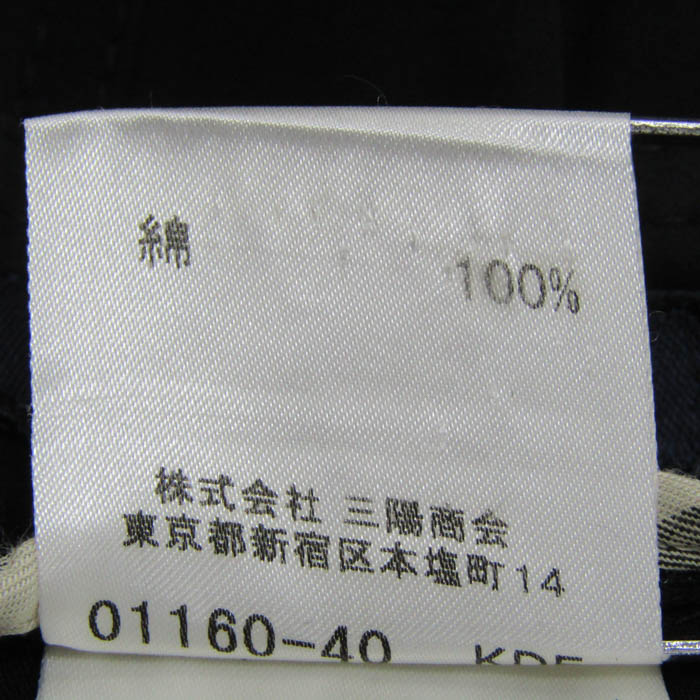 綿 100%
株式会社 三陽商会
東京都新宿区本塩町14
01160-40